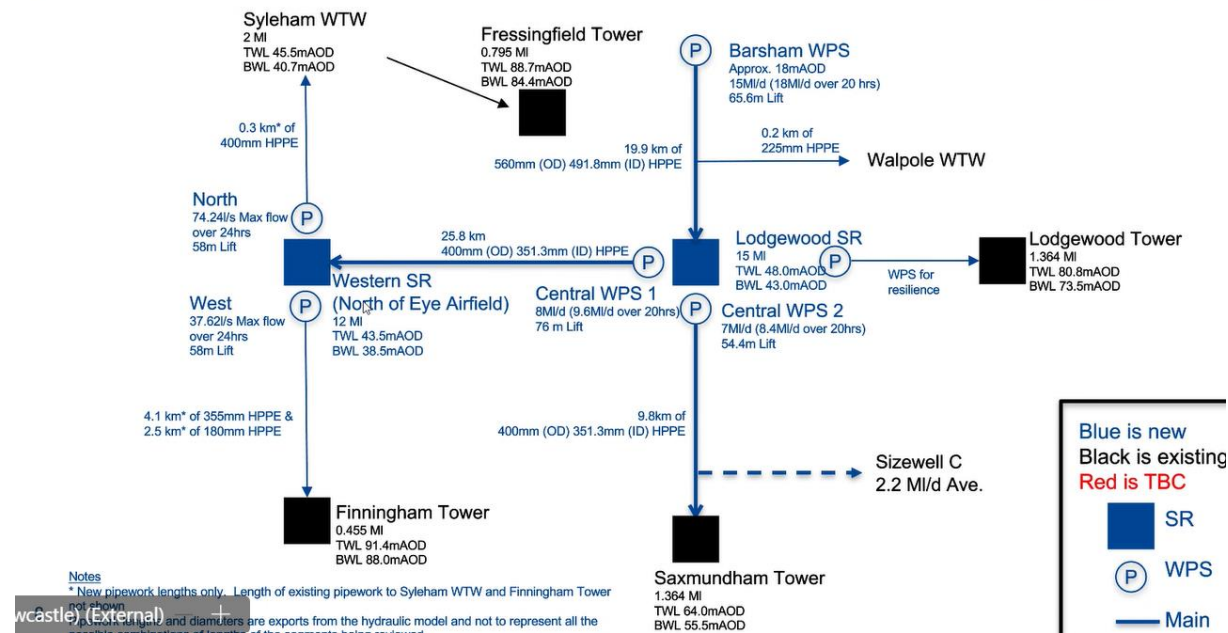 Syleham WTW
2 Ml
TWL 45.5mAOD
BWL 40.7mAOD
Fressingfield Tower
0.795 Ml
TWL 88.7mAOD
BWL 84.4mAOD
P
Barsham WPS
Approx. 18mAOD
15Ml/d (18Ml/d over 20 hrs)
65.6m Lift
0.3 km* of
400mm HPPE
19.9 km of
560mm (OD) 491.8mm (ID) HPPE
0.2 km of
225mm HPPE
Walpole WTW
North
74.24l/s Max flow
over 24hrs
58m Lift
P
25.8 km
400mm (OD) 351.3mm (ID) HPPE
P
Lodgewood SR
15 Ml
TWL 48.0mAOD
BWL 43.0mAOD
P
WPS for
resilience
Lodgewood Tower
1.364 Ml
TWL 80.8mAOD
BWL 73.5mAOD
Western SR
(North of Eye Airfield)
12 Ml
TWL 43.5mAOD
BWL 38.5mAOD
West
37.62l/s Max flow
over 24hrs
58m Lift
P
Central WPS 1
8Ml/d (9.6Ml/d over 20hrs)
76 m Lift
P
Central WPS 2
7Ml/d (8.4Ml/d over 20hrs)
54.4m Lift
4.1 km* of 355mm HPPE &
2.5 km* of 180mm HPPE
9.8km of
400mm (OD) 351.3mm (ID) HPPE
Sizewell C
2.2 Ml/d Ave.
Finningham Tower
0.455 Ml
TWL 91.4mAOD
BWL 88.0mAOD
Saxmundham Tower
1.364 Ml
TWL 64.0mAOD
BWL 55.5mAOD
Blue is new
Black is existing
Red is TBC
SR
P
WPS
Main
Notes
* New pipework lengths only. Length of existing pipework to Syleham WTW and Finningham Tower
not shown
wcastle) (External)
lengths and diameters are exports from the hydraulic model and not to represent all the